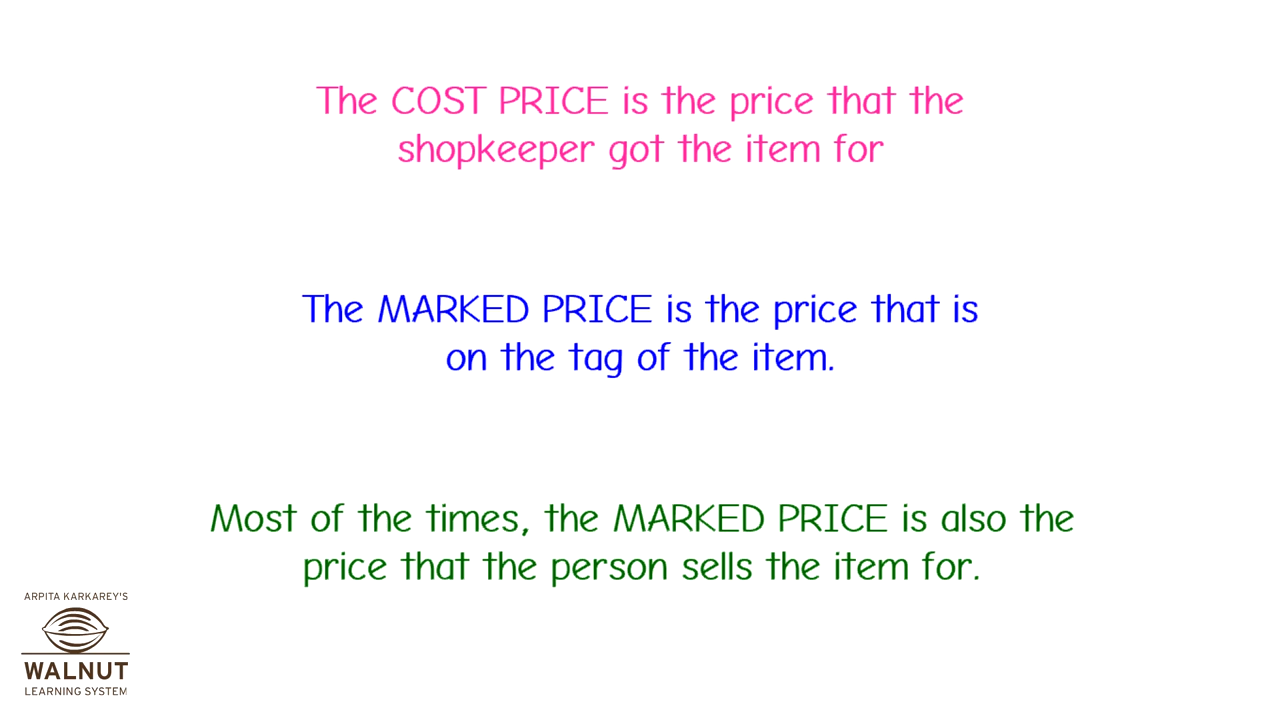 The COST PRICE is the price that the
shopkeeper got the item for
The MARKED PRICE is the price that is
on the tag of the item.
Most of the times, the MARKED PRICE is also the
price that the person sells the item for.
ARPITA KARKAREY'S
WALNUT
LEARNING SYSTEM